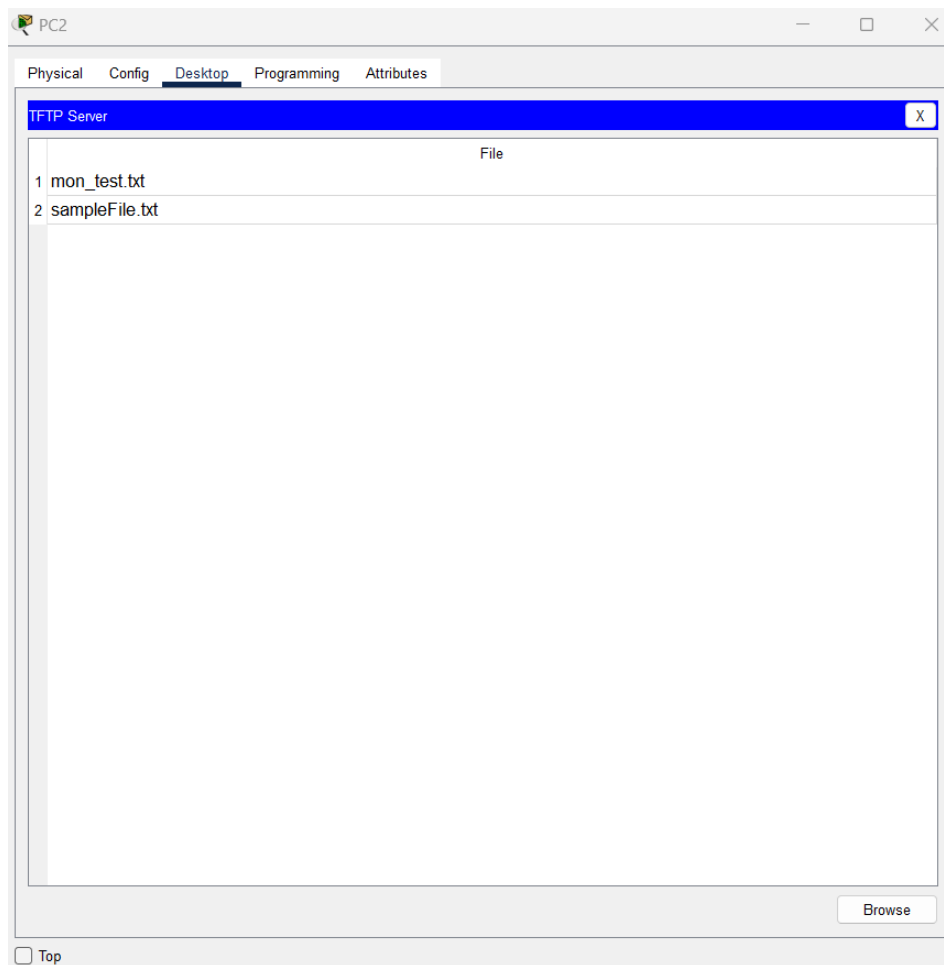 PC2
Physical Config Desktop Programming Attributes
TFTP Server X
File
1 mon_test.txt
2 sampleFile.txt
Browse
Top